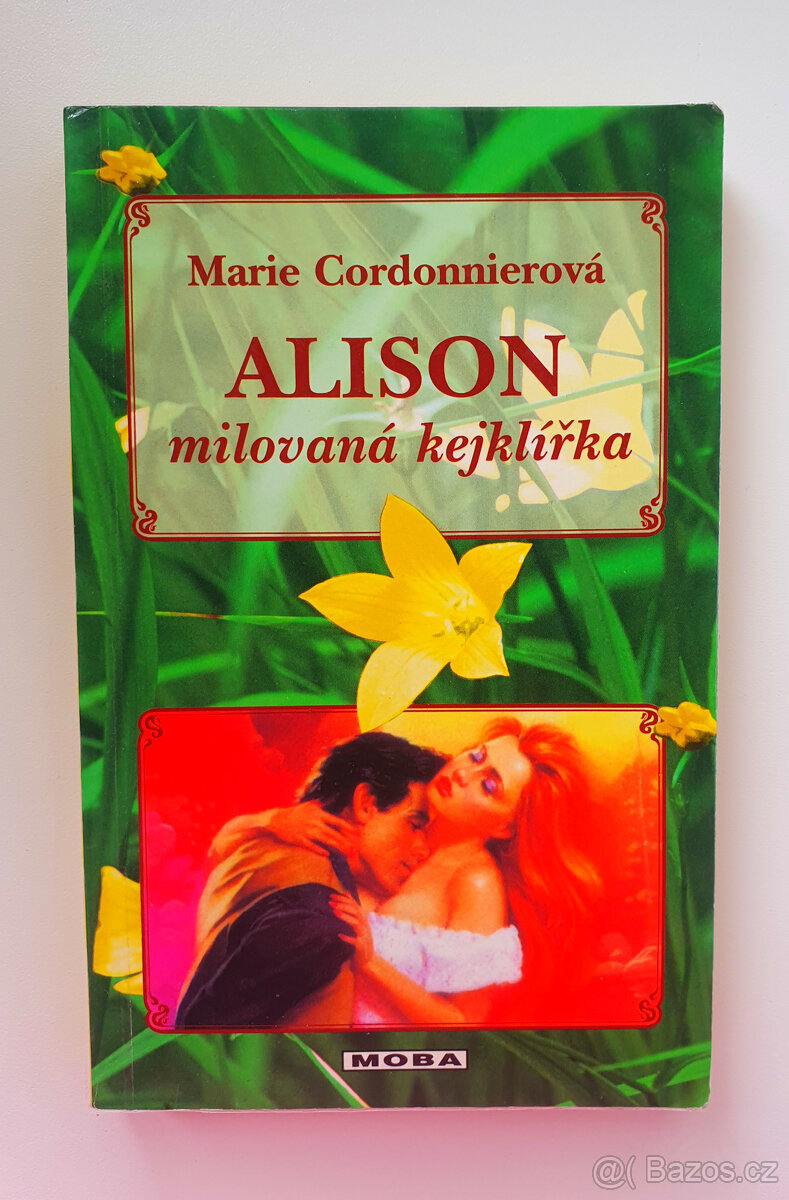 Marie Cordonnierová
ALISON
milovaná kejklířka
MOBA
@( Bazos.cz